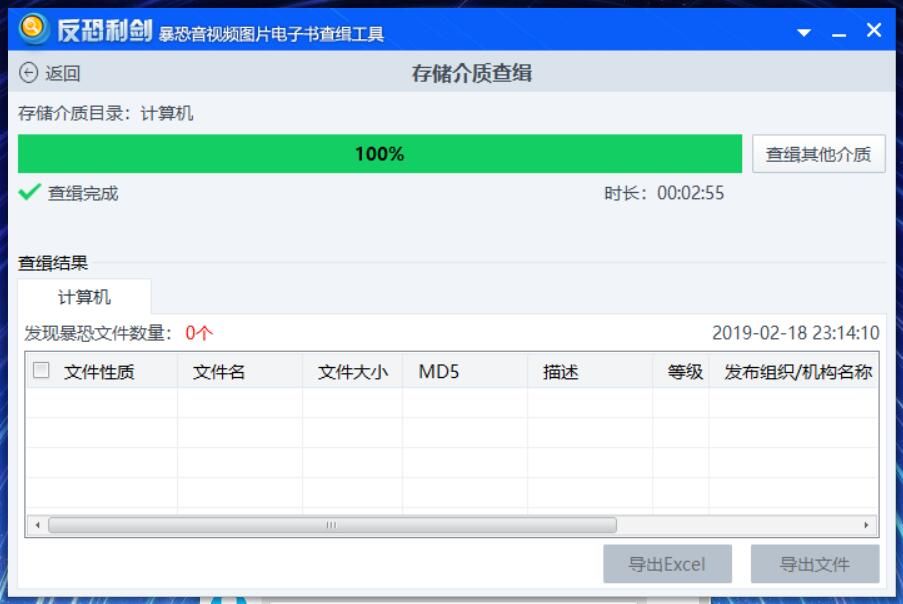 反恐利剑 暴恐音视频图片电子书查缉工具
返回 存储介质查缉
存储介质目录：计算机
100% 查缉其他介质
查缉完成 时长：00:02:55
查缉结果
计算机
发现暴恐文件数量：0个 2019-02-18 23:14:10
文件性质 文件名 文件大小 MD5 描述 等级 发布组织/机构名称
导出Excel 导出文件